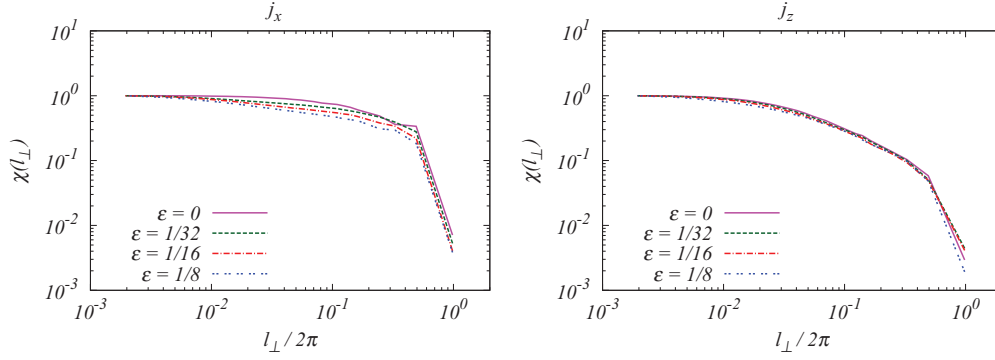 j_x
10^1
10^0
10^-1
10^-2
10^-3
χ(l_⊥)
ε = 0
ε = 1/32
ε = 1/16
ε = 1/8
10^-3 10^-2 10^-1 10^0
l_⊥ / 2π
j_z
10^1
10^0
10^-1
10^-2
10^-3
χ(l_⊥)
ε = 0
ε = 1/32
ε = 1/16
ε = 1/8
10^-3 10^-2 10^-1 10^0
l_⊥ / 2π